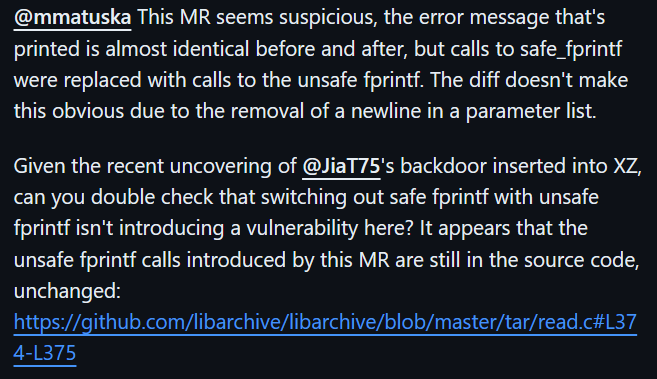 @mmatuska This MR seems suspicious, the error message that's
printed is almost identical before and after, but calls to safe_fprintf
were replaced with calls to the unsafe fprintf. The diff doesn't make
this obvious due to the removal of a newline in a parameter list.
Given the recent uncovering of @JiaT75's backdoor inserted into XZ,
can you double check that switching out safe fprintf with unsafe
fprintf isn't introducing a vulnerability here? It appears that the
unsafe fprintf calls introduced by this MR are still in the source code,
unchanged:
https://github.com/libarchive/libarchive/blob/master/tar/read.c#L37
4-L375